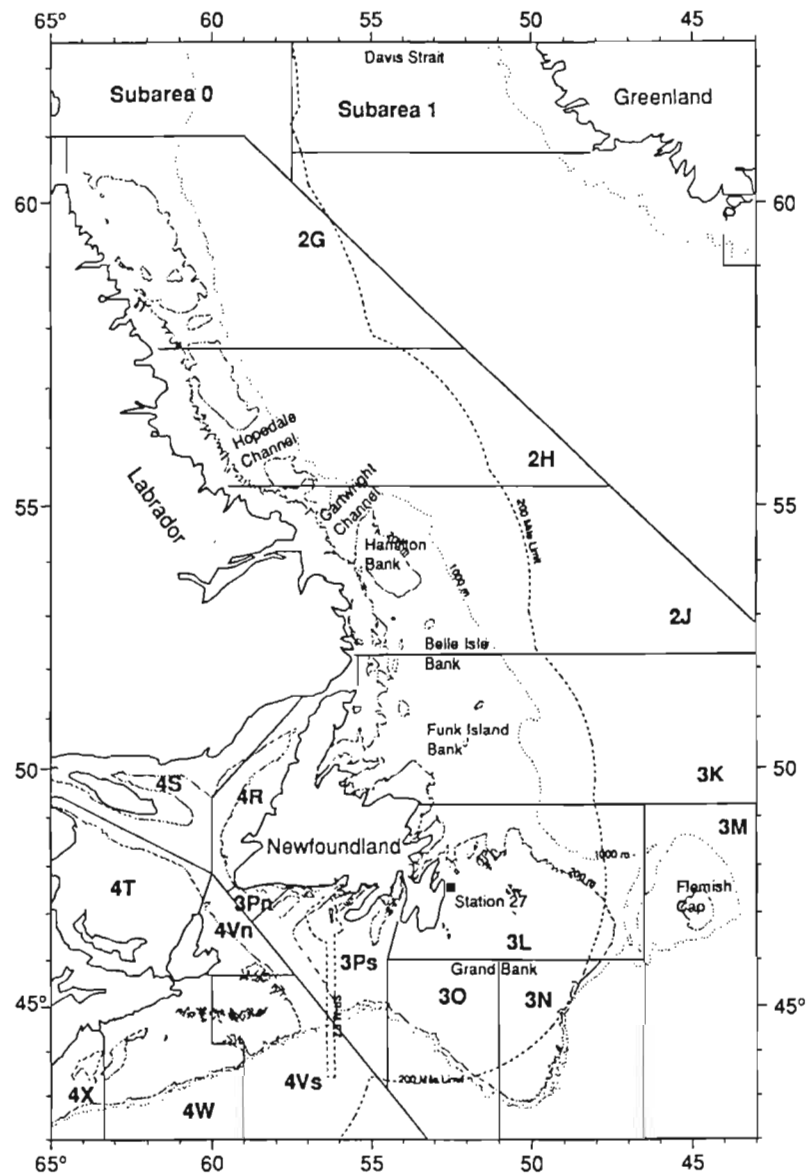 65° 60 55 50 45
Davis Strait
Subarea 0
Subarea 1
Greenland
60
60
2G
Hopedale
Channel
2H
Cartwright
Channel
55
55
Labrador
200 Mile Limit
Hamilton
Bank
1000 m
2J
Belle Isle
Bank
Funk Island
Bank
50
50
3K
4S
4R
3M
Newfoundland
1000 m
200 m
4T
Flemish
Cap
Station 27
3Pn
4Vn
3L
3Ps
Grand Bank
3O
3N
45°
45°
4Vs
200 Mile Limit
4X
4W
65° 60 55 50 45